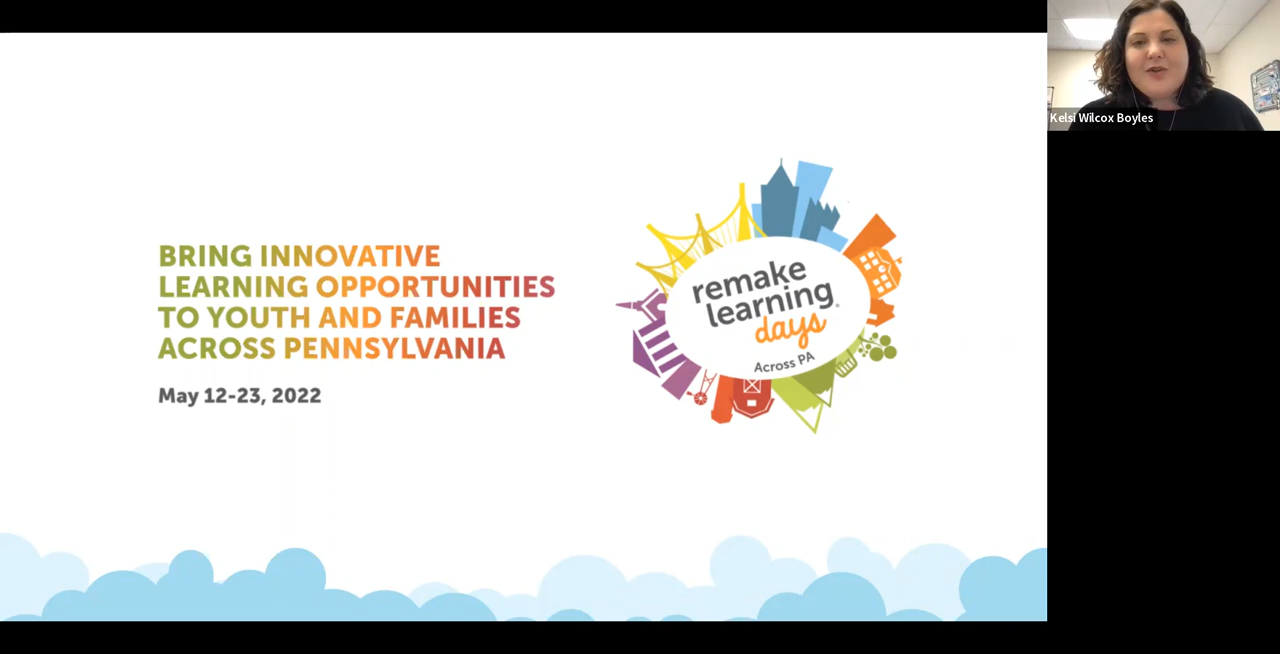 BRING INNOVATIVE
LEARNING OPPORTUNITIES
TO YOUTH AND FAMILIES
ACROSS PENNSYLVANIA
May 12-23, 2022
remake
learning
days
Across PA
Kelsi Wilcox Boyles